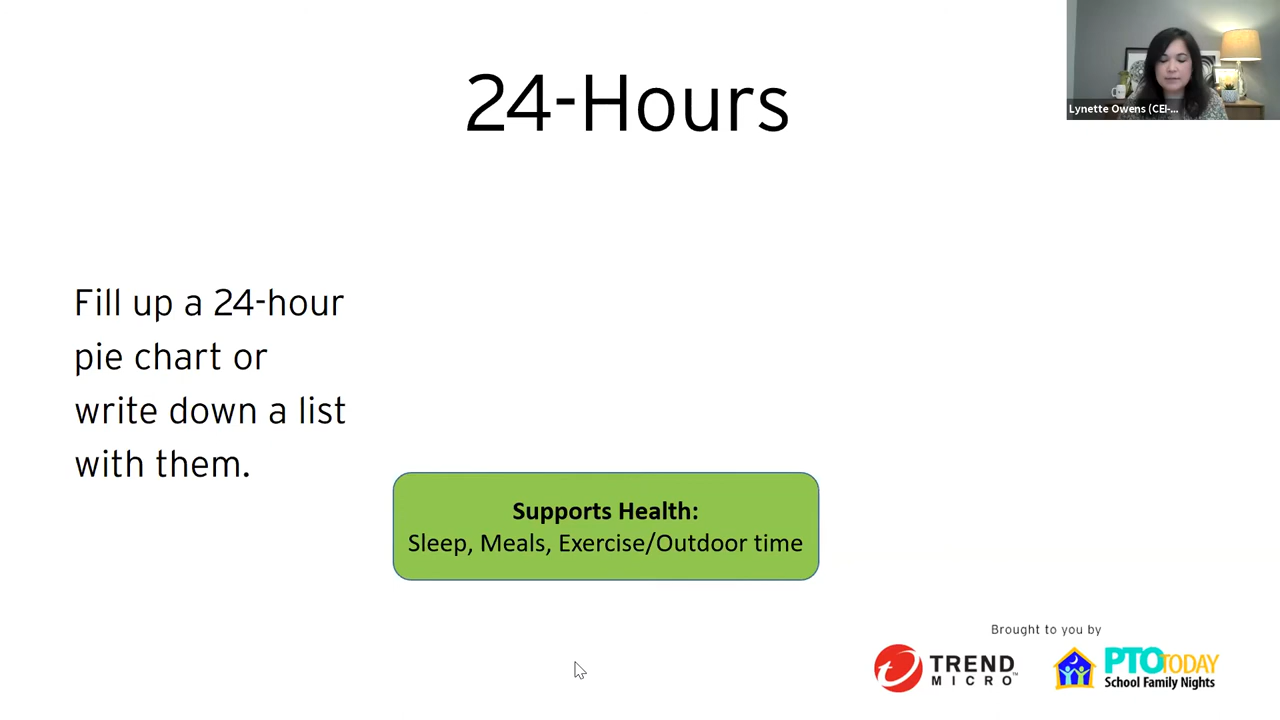 24-Hours
Lynette Owens (CEI-...
Fill up a 24-hour
pie chart or
write down a list
with them.
Supports Health:
Sleep, Meals, Exercise/Outdoor time
Brought to you by
TREND
MICRO™
PTO TODAY
School Family Nights